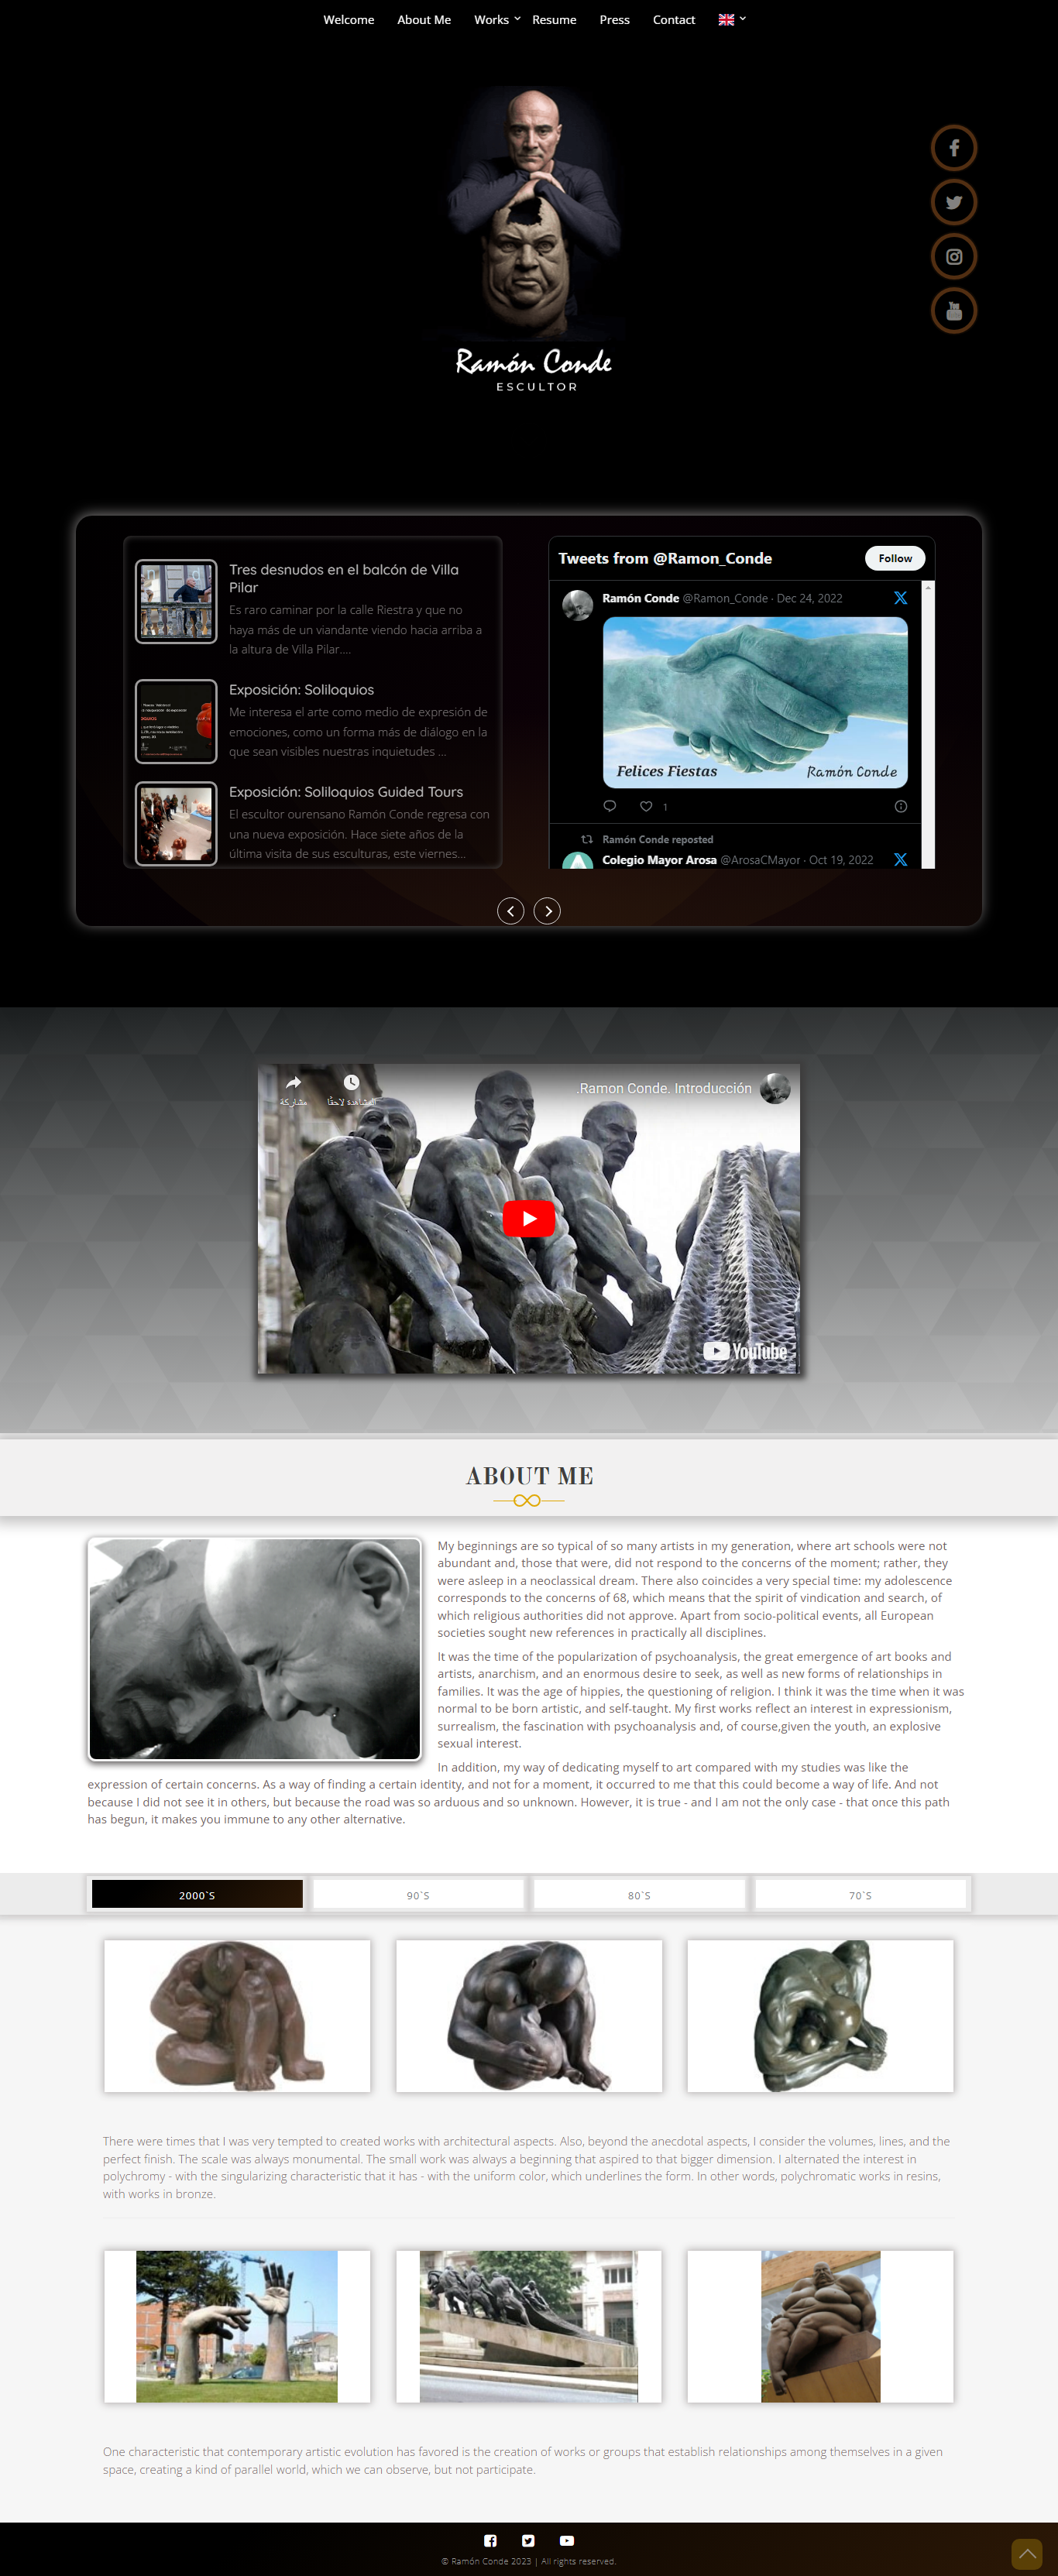 Welcome
About Me
Works
Resume
Press
Contact
Ramón Conde
ESCULTOR
Tres desnudos en el balcón de Villa
Pilar
Es raro caminar por la calle Riestra y que no
haya más de un viandante viendo hacia arriba a
la altura de Villa Pilar....
Exposición: Soliloquios
Me interesa el arte como medio de expresión de
emociones, como un forma más de diálogo en la
que sean visibles nuestras inquietudes ...
Exposición: Soliloquios Guided Tours
El escultor ourensano Ramón Conde regresa con
una nueva exposición. Hace siete años de la
última visita de sus esculturas, este viernes...
Tweets from @Ramon_Conde
Follow
Ramón Conde @Ramon_Conde · Dec 24, 2022
Felices Fiestas
Ramón Conde
1
Ramón Conde reposted
Colegio Mayor Arosa @ArosaCMayor · Oct 19, 2022
مشاركة
المشاهدة لاحقًا
.Ramon Conde. Introducción
YouTube
ABOUT ME
My beginnings are so typical of so many artists in my generation, where art schools were not
abundant and, those that were, did not respond to the concerns of the moment; rather, they
were asleep in a neoclassical dream. There also coincides a very special time: my adolescence
corresponds to the concerns of 68, which means that the spirit of vindication and search, of
which religious authorities did not approve. Apart from socio-political events, all European
societies sought new references in practically all disciplines.
It was the time of the popularization of psychoanalysis, the great emergence of art books and
artists, anarchism, and an enormous desire to seek, as well as new forms of relationships in
families. It was the age of hippies, the questioning of religion. I think it was the time when it was
normal to be born artistic, and self-taught. My first works reflect an interest in expressionism,
surrealism, the fascination with psychoanalysis and, of course,given the youth, an explosive
sexual interest.
In addition, my way of dedicating myself to art compared with my studies was like the
expression of certain concerns. As a way of finding a certain identity, and not for a moment, it occurred to me that this could become a way of life. And not
because I did not see it in others, but because the road was so arduous and so unknown. However, it is true - and I am not the only case - that once this path
has begun, it makes you immune to any other alternative.
2000`S
90`S
80`S
70`S
There were times that I was very tempted to created works with architectural aspects. Also, beyond the anecdotal aspects, I consider the volumes, lines, and the
perfect finish. The scale was always monumental. The small work was always a beginning that aspired to that bigger dimension. I alternated the interest in
polychromy - with the singularizing characteristic that it has - with the uniform color, which underlines the form. In other words, polychromatic works in resins,
with works in bronze.
One characteristic that contemporary artistic evolution has favored is the creation of works or groups that establish relationships among themselves in a given
space, creating a kind of parallel world, which we can observe, but not participate.
© Ramón Conde 2023 | All rights reserved.